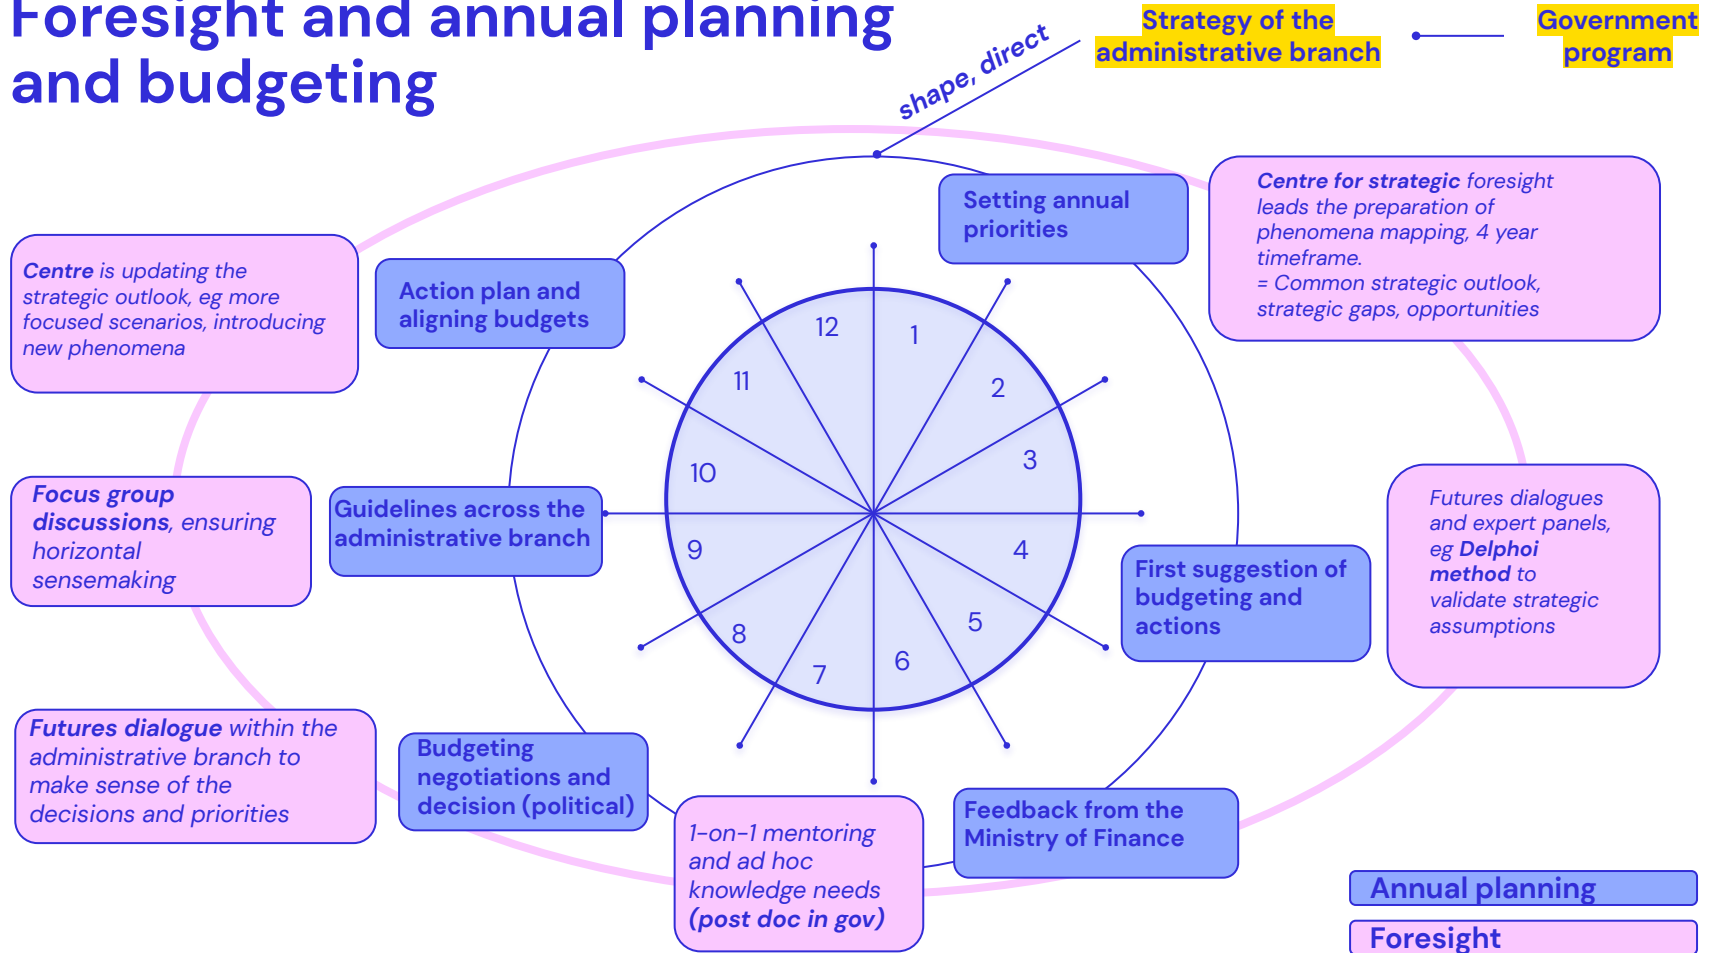 Foresight and annual planning
and budgeting
shape, direct
Strategy of the
administrative branch
Government
program
Setting annual
priorities
Centre for strategic foresight
leads the preparation of
phenomena mapping, 4 year
timeframe.
= Common strategic outlook,
strategic gaps, opportunities
Centre is updating the
strategic outlook, eg more
focused scenarios, introducing
new phenomena
Action plan and
aligning budgets
12
1
11
2
10
3
9
4
8
5
7
6
Focus group
discussions, ensuring
horizontal
sensemaking
Guidelines across the
administrative branch
First suggestion of
budgeting and
actions
Futures dialogues
and expert panels,
eg Delphoi
method to
validate strategic
assumptions
Futures dialogue within the
administrative branch to
make sense of the
decisions and priorities
Budgeting
negotiations and
decision (political)
1-on-1 mentoring
and ad hoc
knowledge needs
(post doc in gov)
Feedback from the
Ministry of Finance
Annual planning
Foresight